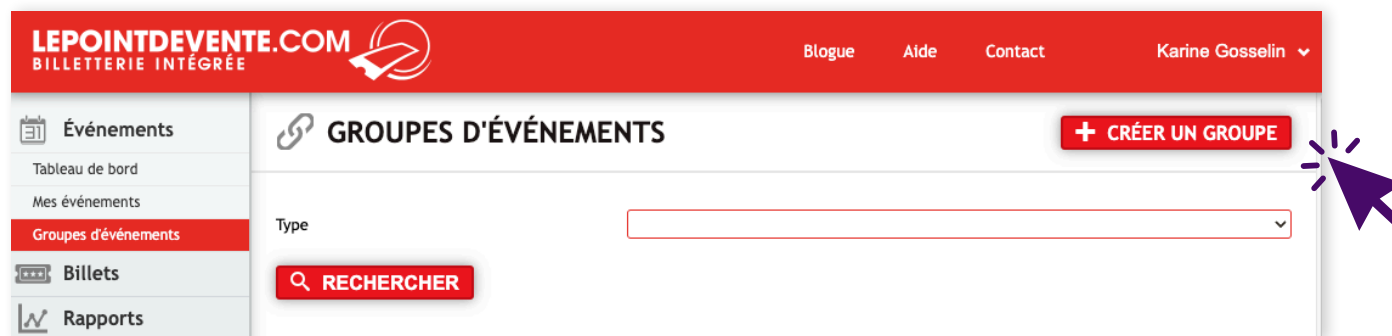 LEPOINTDEVENTE.COM
BILLETTERIE INTÉGRÉE
Blogue Aide Contact Karine Gosselin
31 Événements
Tableau de bord
Mes événements
Groupes d'événements
Billets
Rapports
GROUPES D'ÉVÉNEMENTS
+ CRÉER UN GROUPE
Type
RECHERCHER